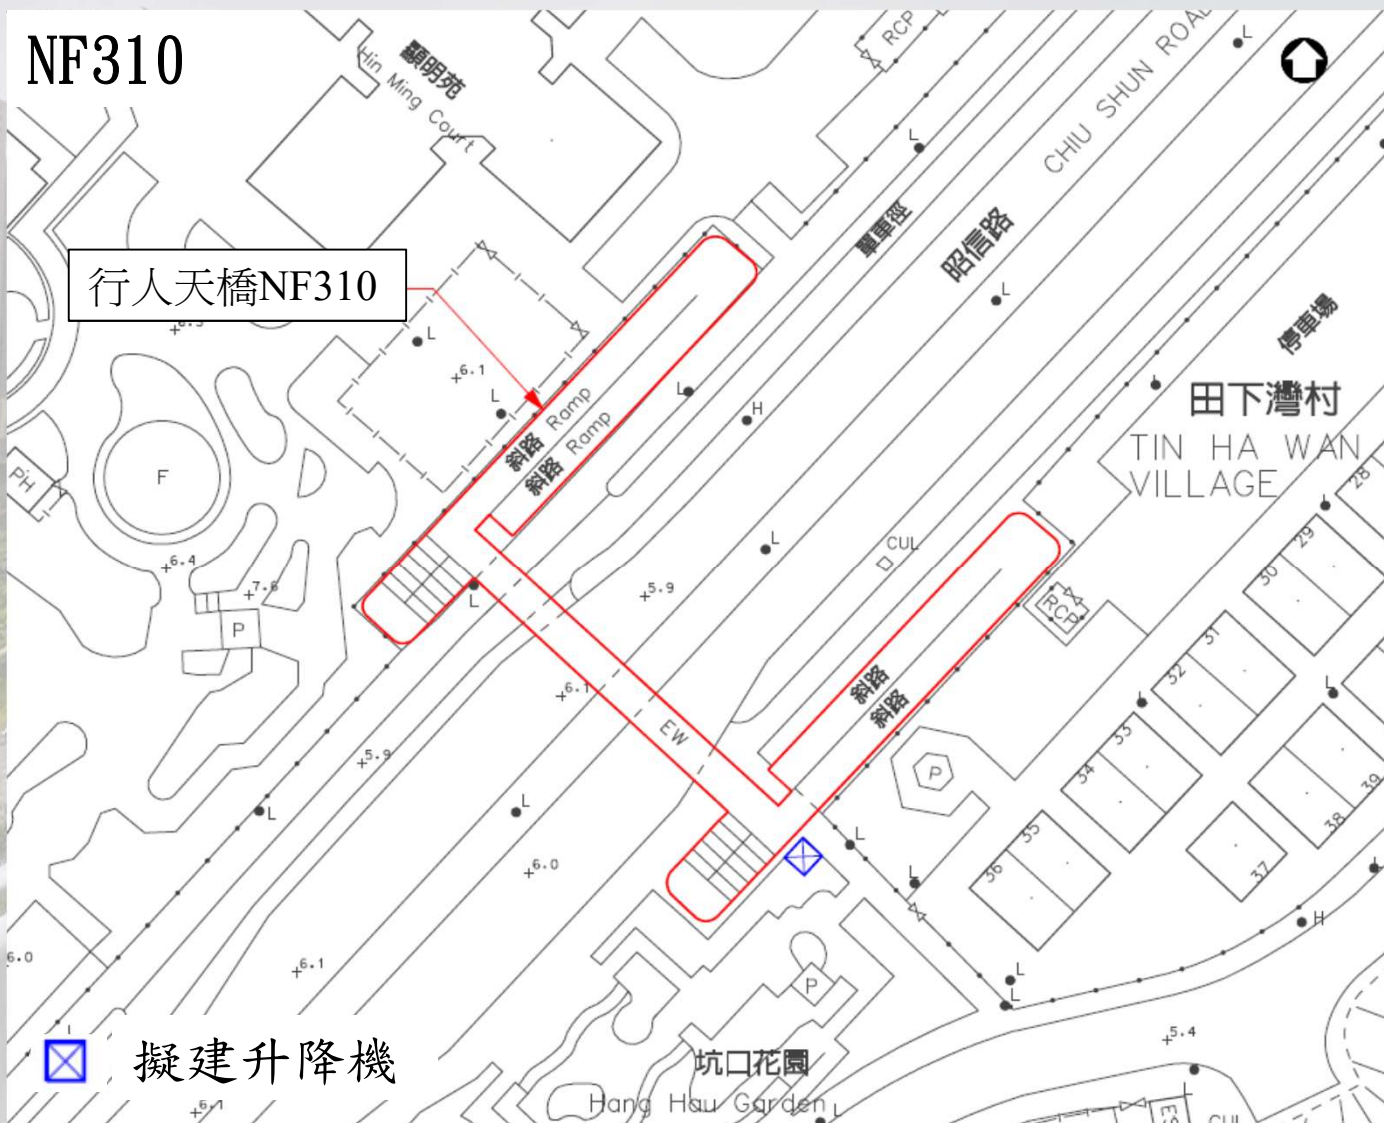 NF310
顯明苑
Hin Ming Court
RCP
CHIU SHUN ROAD
L
L
單車徑
昭信路
行人天橋NF310
L
L
6.1
L
L
H
停車場
田下灣村
TIN HA WAN
VILLAGE
斜路 Ramp
斜路 Ramp
F
6.4
7.6
P
L
5.9
L
CUL
RCP
28
29
30
31
32
33
34
35
36
37
38
39
L
L
L
6.1
EW
斜路
斜路
P
5.9
L
L
6.0
L
L
6.0
6.1
L
L
H
P
5.4
坑口花園
Hang Hau Garden
L
L
擬建升降機
6.1